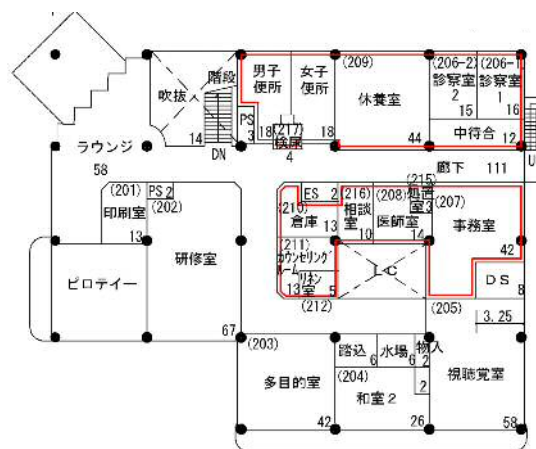 (209)
(206-2)
(206-
男子
便所
女子
便所
階段
吹抜
休養室
診察室
2
診察室
1
15
16
PS
3
18
(217)
検尿
4
18
中待合
14
DN
44
12
ラウンジ
廊下 111
U
58
(215)
(201)
PS 2
(202)
ES 2
(216)
(208)
処置
室3
(207)
(210)
倉庫
13
相談
室
10
医師室
14
事務室
印刷室
13
(211)
カウンセリング
ルーム
リネン
室
13
5
42
ピロテイー
研修室
L C
D S
8
(212)
(205)
3.25
67
(203)
踏込
6
水場
6
物入
2
(204)
2
多目的室
和室2
視聴覚室
42
26
58